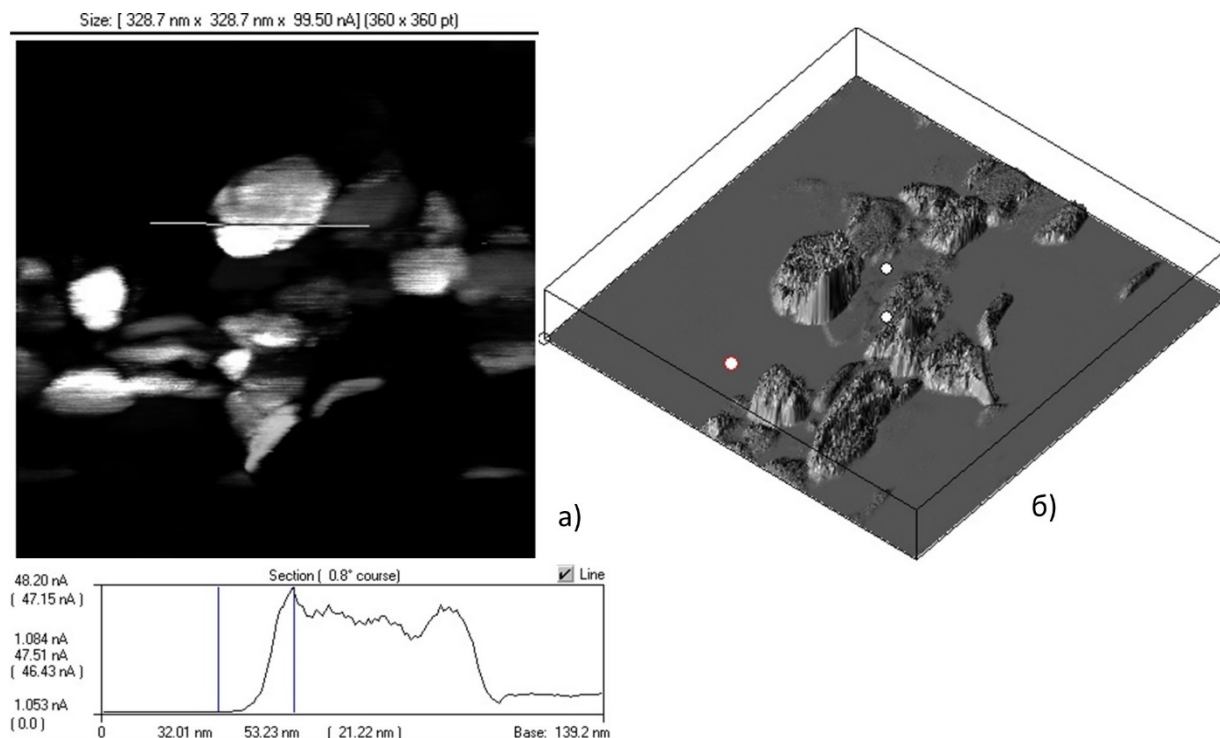 Size: [ 328.7 nm x 328.7 nm x 99.50 nA] (360 x 360 pt)
а)
б)
Section ( 0.8° course)
Line
48.20 nA
( 47.15 nA )
1.084 nA
47.51 nA
( 46.43 nA )
1.053 nA
( 0.0 )
0 32.01 nm 53.23 nm ( 21.22 nm ) Base: 139.2 nm